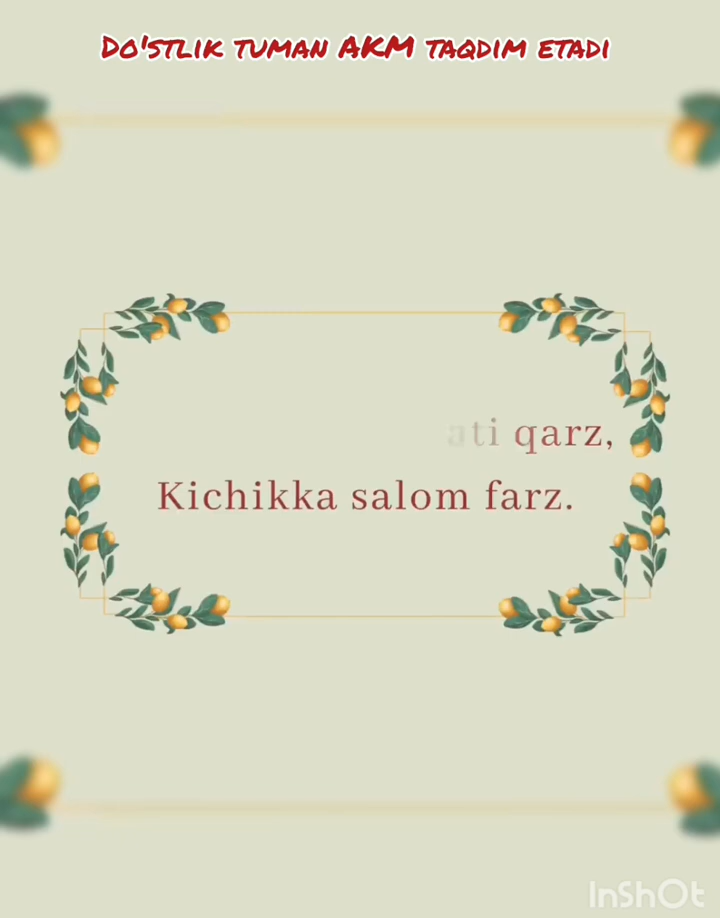 Do'stlik tuman AKM taqdim etadi
qarz,
Kichikka salom farz.
InShOt